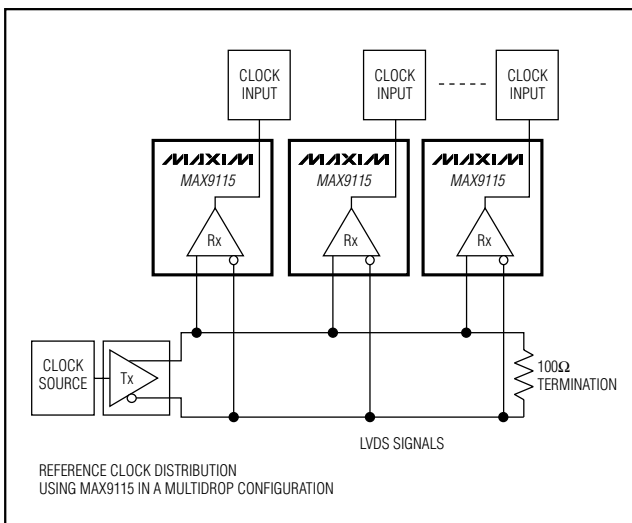 CLOCK
INPUT
CLOCK
INPUT
CLOCK
INPUT
MAXIM
MAX9115
MAXIM
MAX9115
MAXIM
MAX9115
Rx
Rx
Rx
CLOCK
SOURCE
Tx
100Ω
TERMINATION
LVDS SIGNALS
REFERENCE CLOCK DISTRIBUTION
USING MAX9115 IN A MULTIDROP CONFIGURATION